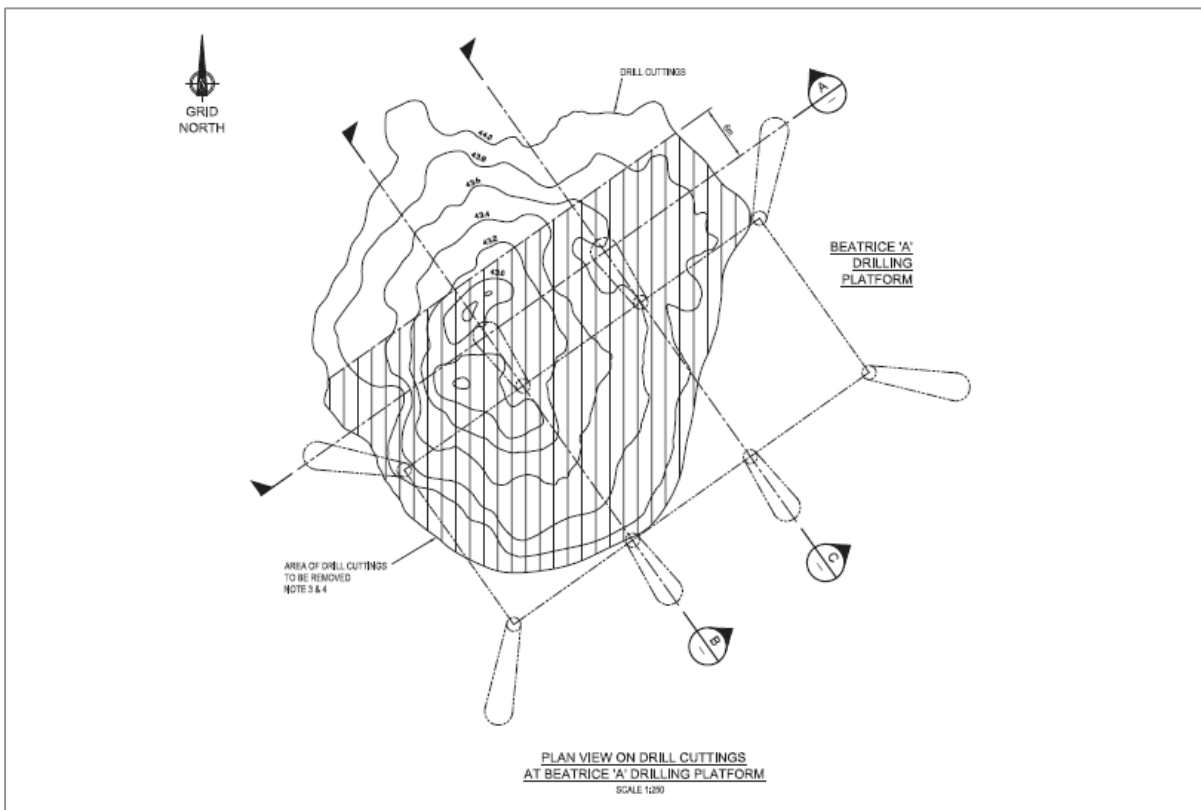 GRID
NORTH
DRILL CUTTINGS
A
6m
44.0
43.8
43.6
43.4
43.2
43.0
BEATRICE 'A'
DRILLING
PLATFORM
AREA OF DRILL CUTTINGS
TO BE REMOVED
NOTE 3 & 4
C
B
PLAN VIEW ON DRILL CUTTINGS
AT BEATRICE 'A' DRILLING PLATFORM
SCALE 1:250